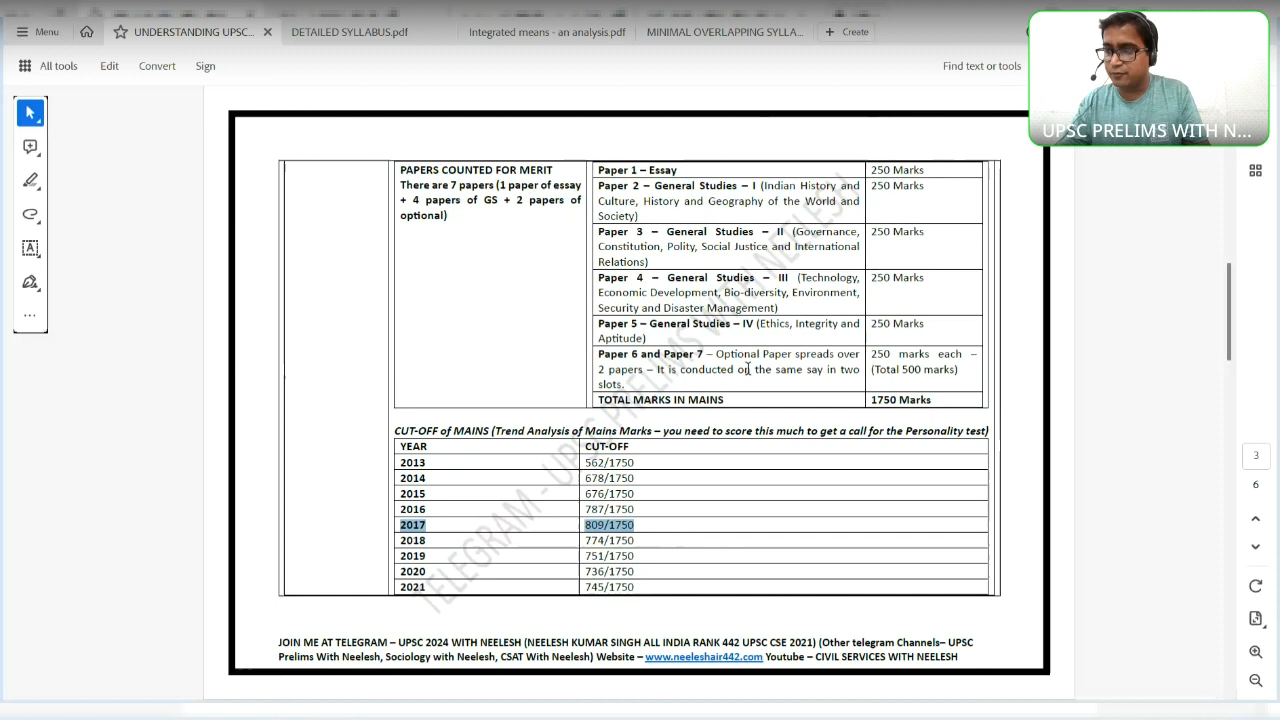 Menu
UNDERSTANDING UPSC...
DETAILED SYLLABUS.pdf
Integrated means - an analysis.pdf
MINIMAL OVERLAPPING SYLLA...
Create
All tools
Edit
Convert
Sign
Find text or tools
UPSC PRELIMS WITH N...
PAPERS COUNTED FOR MERIT
There are 7 papers (1 paper of essay
+ 4 papers of GS + 2 papers of
optional)
Paper 1 – Essay
250 Marks
Paper 2 – General Studies – I (Indian History and
Culture, History and Geography of the World and
Society)
250 Marks
Paper 3 – General Studies – II (Governance,
Constitution, Polity, Social Justice and International
Relations)
250 Marks
Paper 4 – General Studies – III (Technology,
Economic Development, Bio-diversity, Environment,
Security and Disaster Management)
250 Marks
Paper 5 – General Studies – IV (Ethics, Integrity and
Aptitude)
250 Marks
Paper 6 and Paper 7 – Optional Paper spreads over
2 papers – It is conducted on the same say in two
slots.
250 marks each –
(Total 500 marks)
TOTAL MARKS IN MAINS
1750 Marks
CUT-OFF of MAINS (Trend Analysis of Mains Marks – you need to score this much to get a call for the Personality test)
YEAR CUT-OFF
2013 562/1750
2014 678/1750
2015 676/1750
2016 787/1750
2017 809/1750
2018 774/1750
2019 751/1750
2020 736/1750
2021 745/1750
TELEGRAM - UPSC PRELIMS WITH NEELESH
JOIN ME AT TELEGRAM – UPSC 2024 WITH NEELESH (NEELESH KUMAR SINGH ALL INDIA RANK 442 UPSC CSE 2021) (Other telegram Channels– UPSC
Prelims With Neelesh, Sociology with Neelesh, CSAT With Neelesh) Website – www.neeleshair442.com Youtube – CIVIL SERVICES WITH NEELESH
3
6